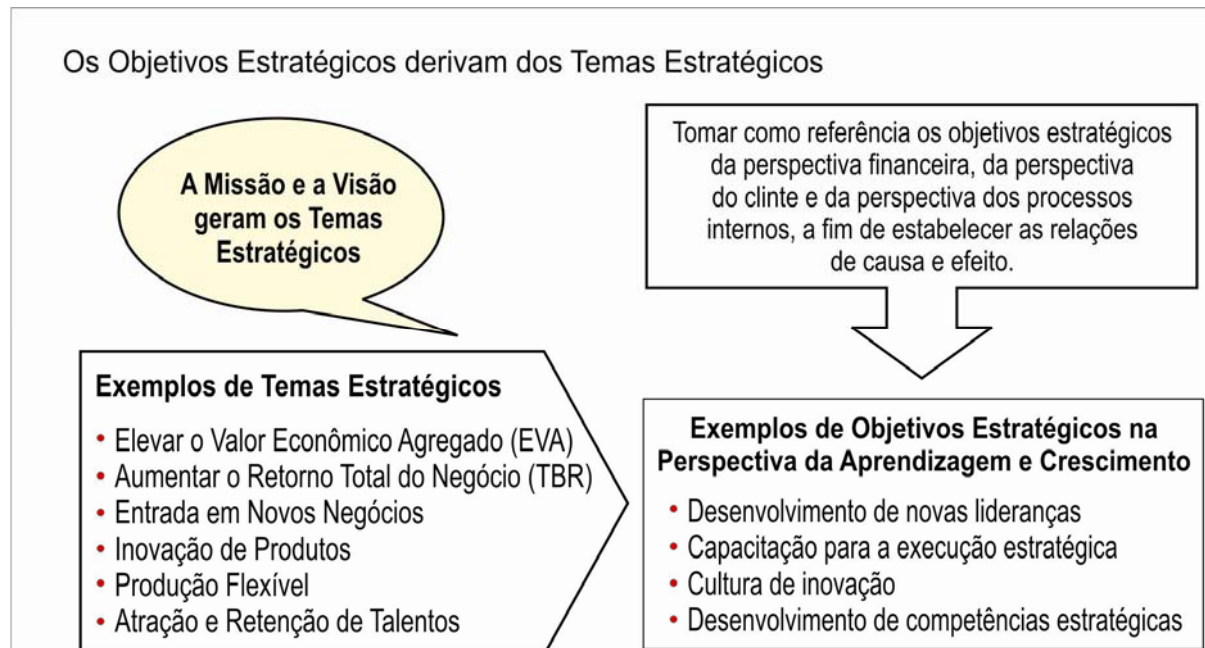 Os Objetivos Estratégicos derivam dos Temas Estratégicos
A Missão e a Visão
geram os Temas
Estratégicos
Tomar como referência os objetivos estratégicos
da perspectiva financeira, da perspectiva
do clinte e da perspectiva dos processos
internos, a fim de estabelecer as relações
de causa e efeito.
Exemplos de Temas Estratégicos
• Elevar o Valor Econômico Agregado (EVA)
• Aumentar o Retorno Total do Negócio (TBR)
• Entrada em Novos Negócios
• Inovação de Produtos
• Produção Flexível
• Atração e Retenção de Talentos
Exemplos de Objetivos Estratégicos na
Perspectiva da Aprendizagem e Crescimento
• Desenvolvimento de novas lideranças
• Capacitação para a execução estratégica
• Cultura de inovação
• Desenvolvimento de competências estratégicas